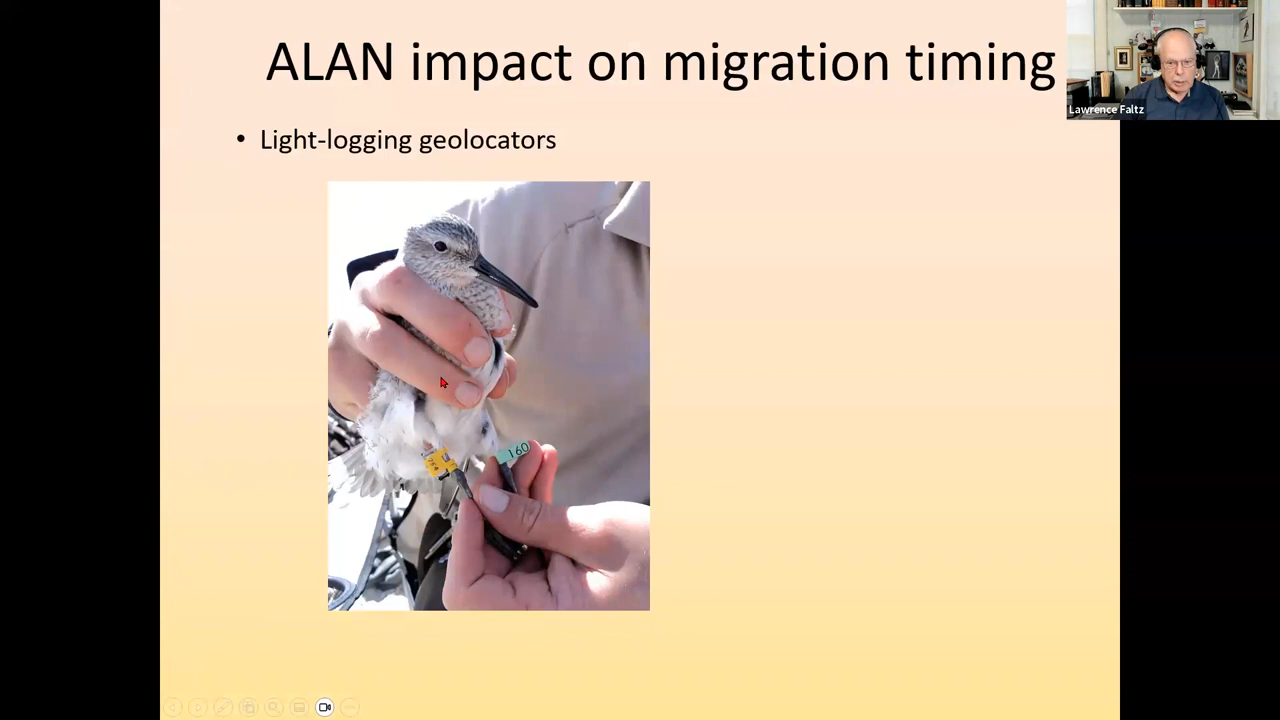 ALAN impact on migration timing
Lawrence Faltz
• Light-logging geolocators
160